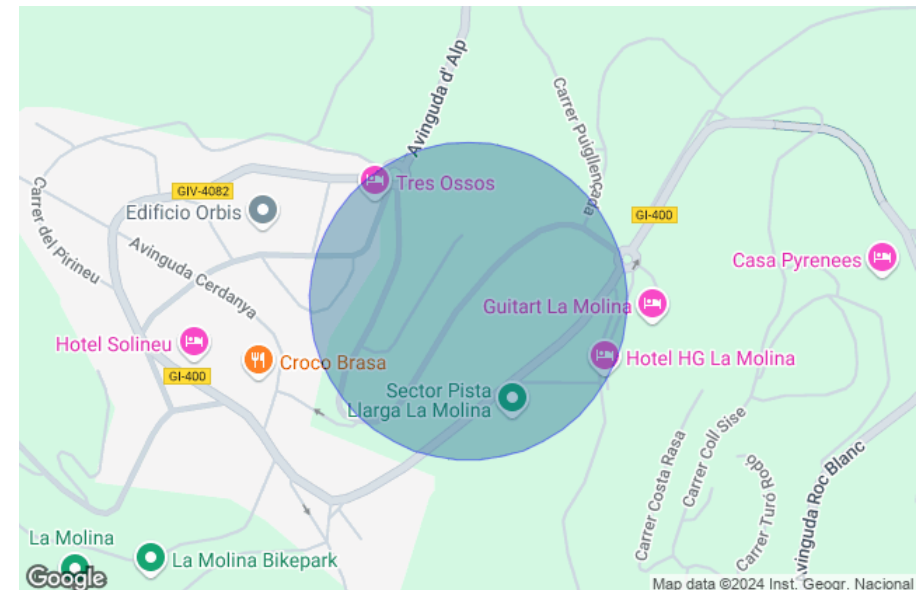 Avinguda d' Alp
Carrer Puigllençada
GIV-4082
Tres Ossos
Edificio Orbis
GI-400
Carrer del Pirineu
Avinguda Cerdanya
Casa Pyrenees
Guitart La Molina
Hotel Solineu
Croco Brasa
Hotel HG La Molina
GI-400
Sector Pista
Llarga La Molina
Carrer Costa Rasa
Carrer Coll Sise
Carrer Turó Rodó
Avinguda Roc Blanc
La Molina
La Molina Bikepark
Google
Map data ©2024 Inst. Geogr. Nacional